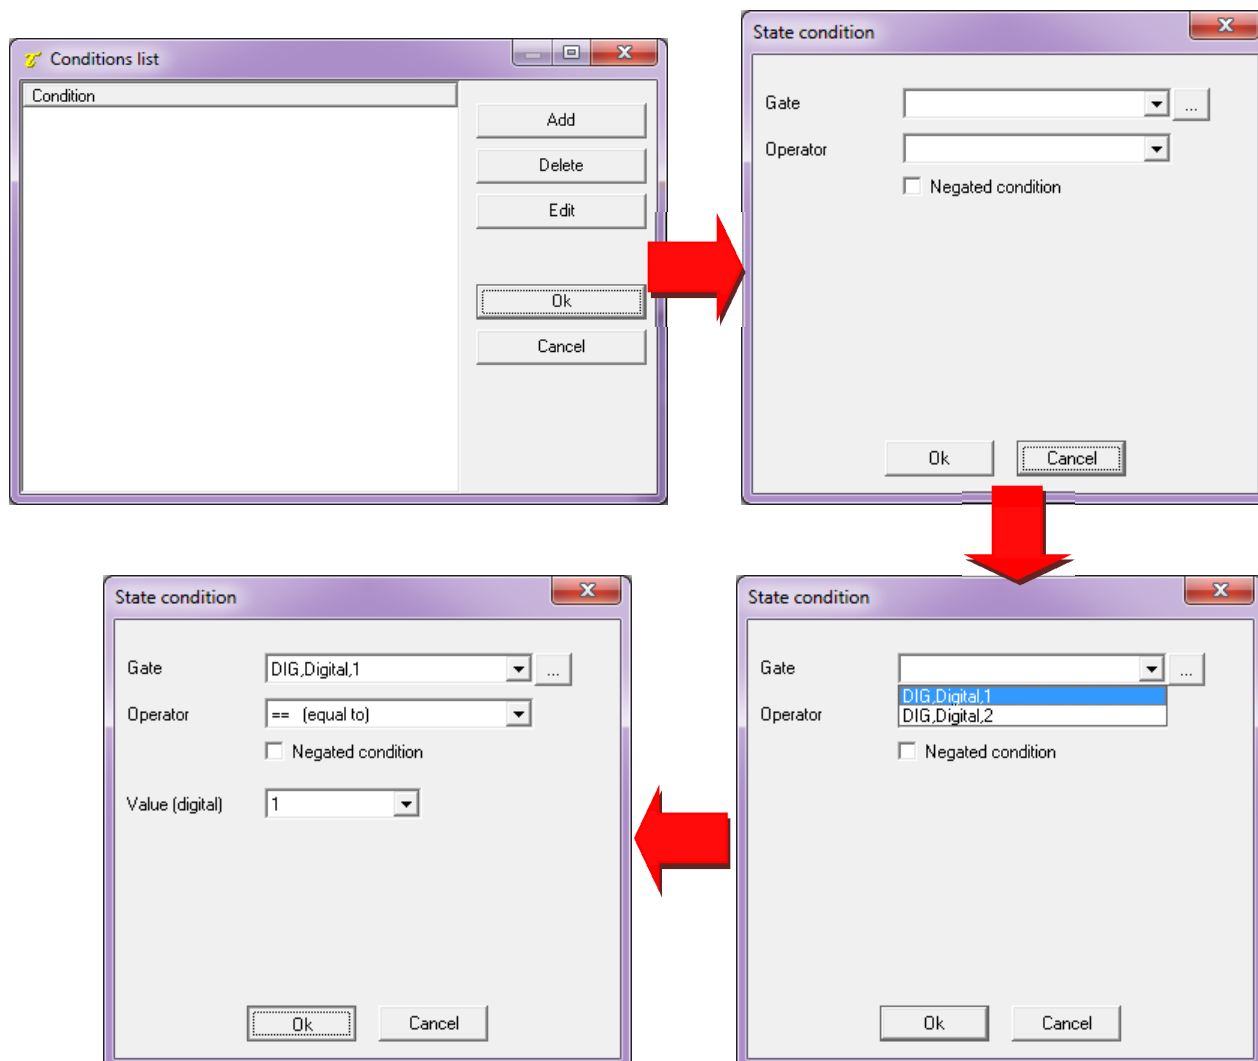 Conditions list
Condition
Add
Delete
Edit
Ok
Cancel
State condition
Gate
...
Operator
Negated condition
Ok Cancel
State condition
Gate
...
DIG,Digital,1
DIG,Digital,2
Operator
Negated condition
Ok Cancel
State condition
Gate DIG,Digital,1 ...
Operator == (equal to)
Negated condition
Value (digital) 1
Ok Cancel